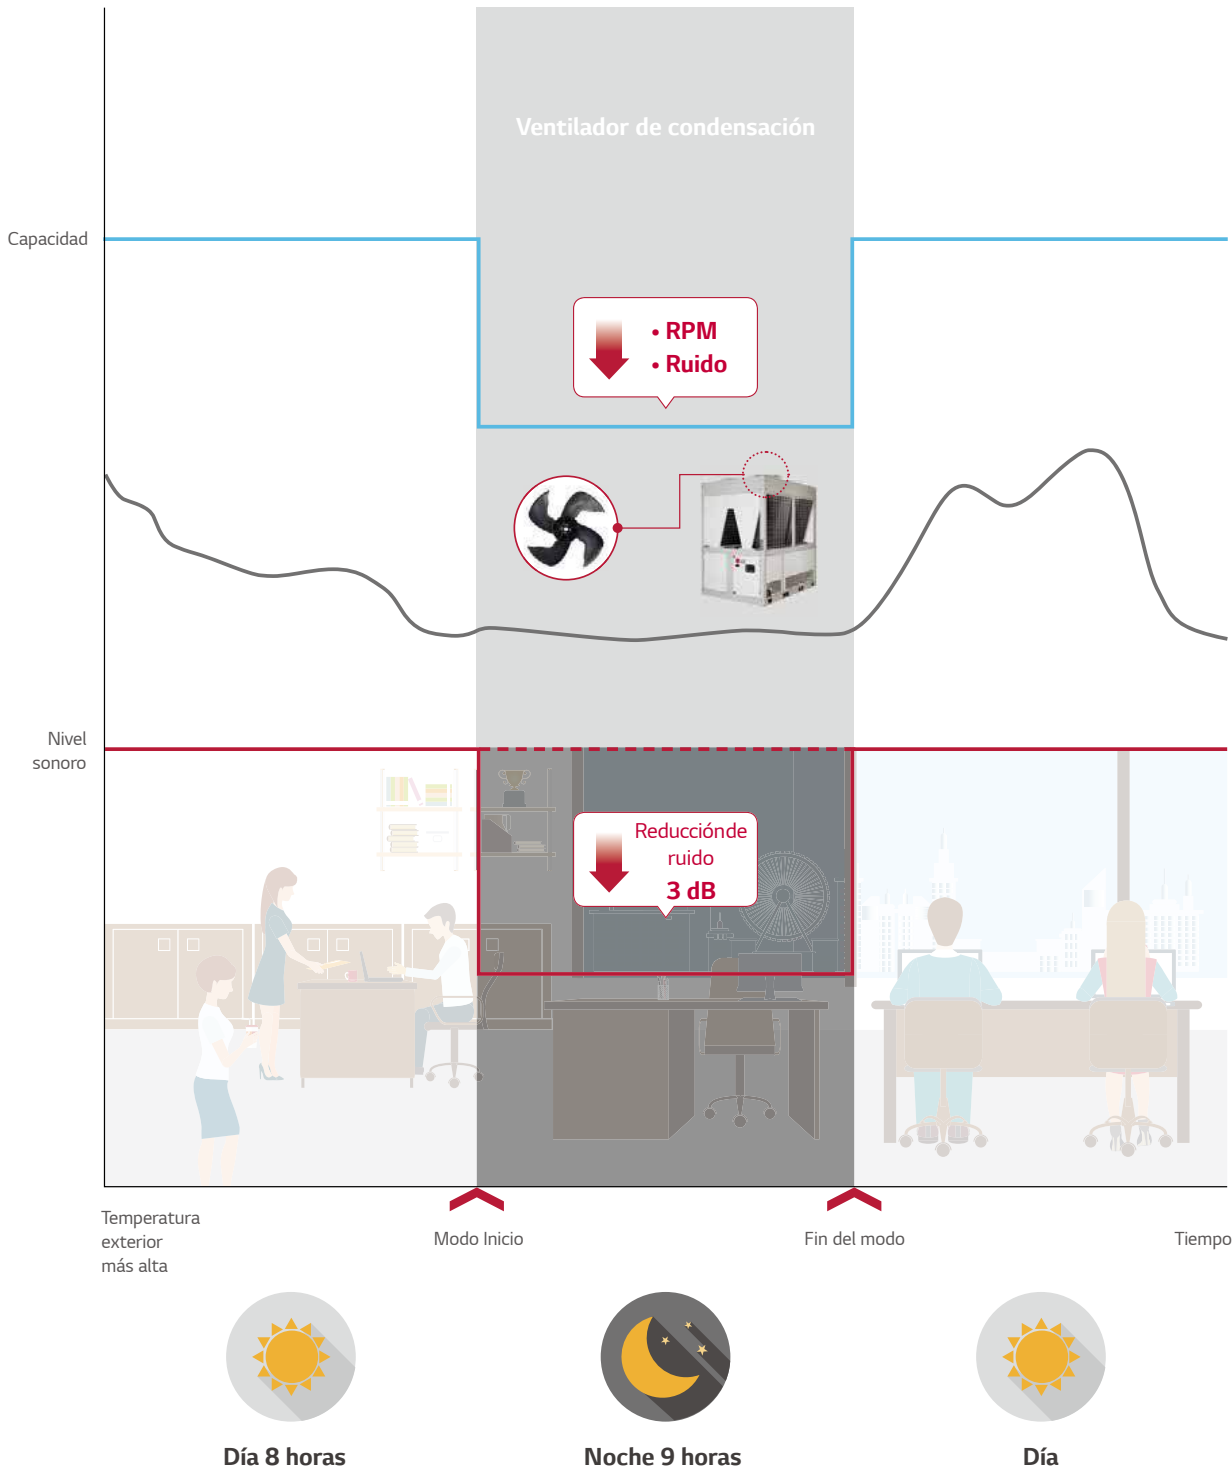 Ventilador de condensación
Capacidad
• RPM
• Ruido
Nivel
sonoro
Reducciónde
ruido
3 dB
Temperatura
exterior
más alta
Modo Inicio
Fin del modo
Tiempo
Día 8 horas
Noche 9 horas
Día